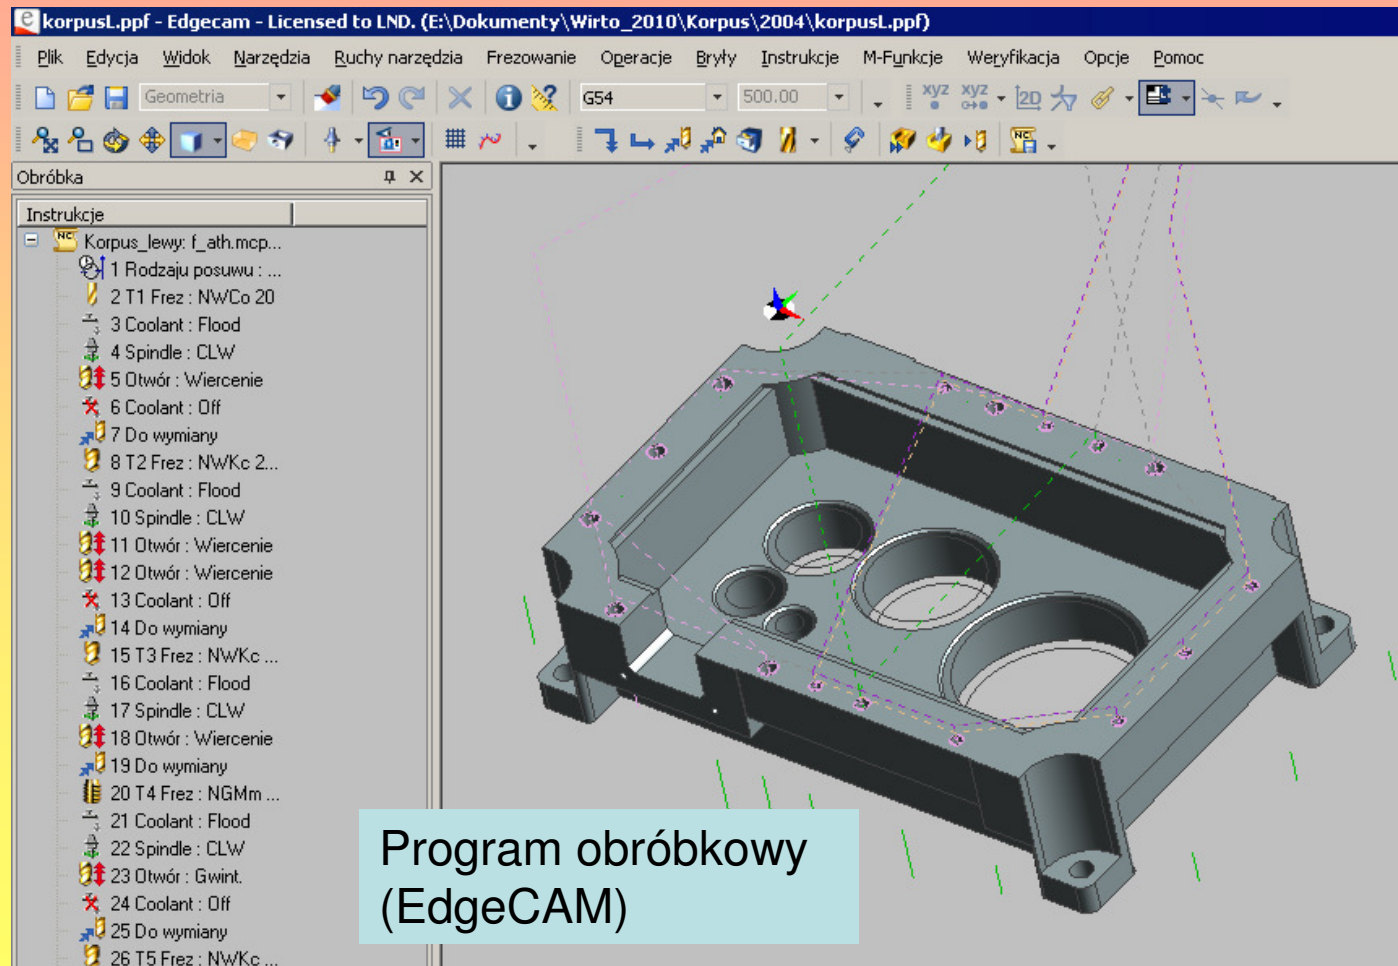 korpusL.ppf - Edgecam - Licensed to LND. (E:\Dokumenty\Wirto_2010\Korpus\2004\korpusL.ppf)
Plik Edycja Widok Narzędzia Ruchy narzędzia Frezowanie Operacje Bryły Instrukcje M-Funkcje Weryfikacja Opcje Pomoc
Geometria G54 500.00 xyz xyz 2D
NC
Obróbka
Instrukcje
NC Korpus_lewy: f_ath.mcp...
1 Rodzaju posuwu : ...
2 T1 Frez : NWCo 20
3 Coolant : Flood
4 Spindle : CLW
5 Otwór : Wiercenie
6 Coolant : Off
7 Do wymiany
8 T2 Frez : NWKc 2...
9 Coolant : Flood
10 Spindle : CLW
11 Otwór : Wiercenie
12 Otwór : Wiercenie
13 Coolant : Off
14 Do wymiany
15 T3 Frez : NWKc ...
16 Coolant : Flood
17 Spindle : CLW
18 Otwór : Wiercenie
19 Do wymiany
20 T4 Frez : NGMm ...
21 Coolant : Flood
22 Spindle : CLW
23 Otwór : Gwint.
24 Coolant : Off
25 Do wymiany
26 T5 Frez : NWKc ...
Program obróbkowy
(EdgeCAM)